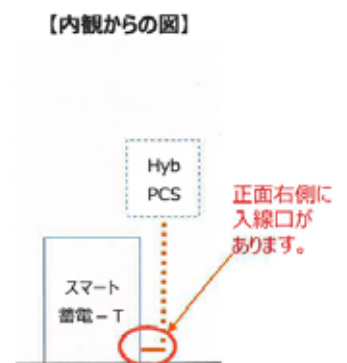 【内観からの図】
Hyb
PCS
正面右側に
入線口が
あります。
スマート
蓄電－T